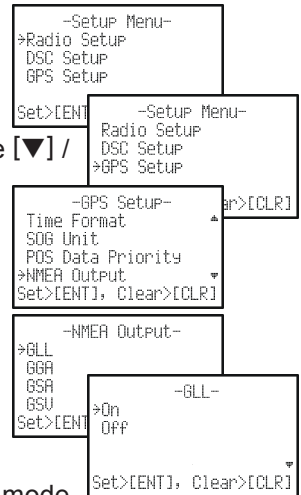 -Setup Menu-
→Radio Setup
DSC Setup
GPS Setup
Set>[ENT
-Setup Menu-
Radio Setup
DSC Setup
→GPS Setup
ar>[CLR]
e [▼] /
-GPS Setup-
Time Format
SOG Unit
POS Data Priority
→NMEA Output
Set>[ENT], Clear>[CLR]
-NMEA Output-
→GLL
GGA
GSA
GSV
Set>[ENT
-GLL-
→On
Off
Set>[ENT], Clear>[CLR]
mode